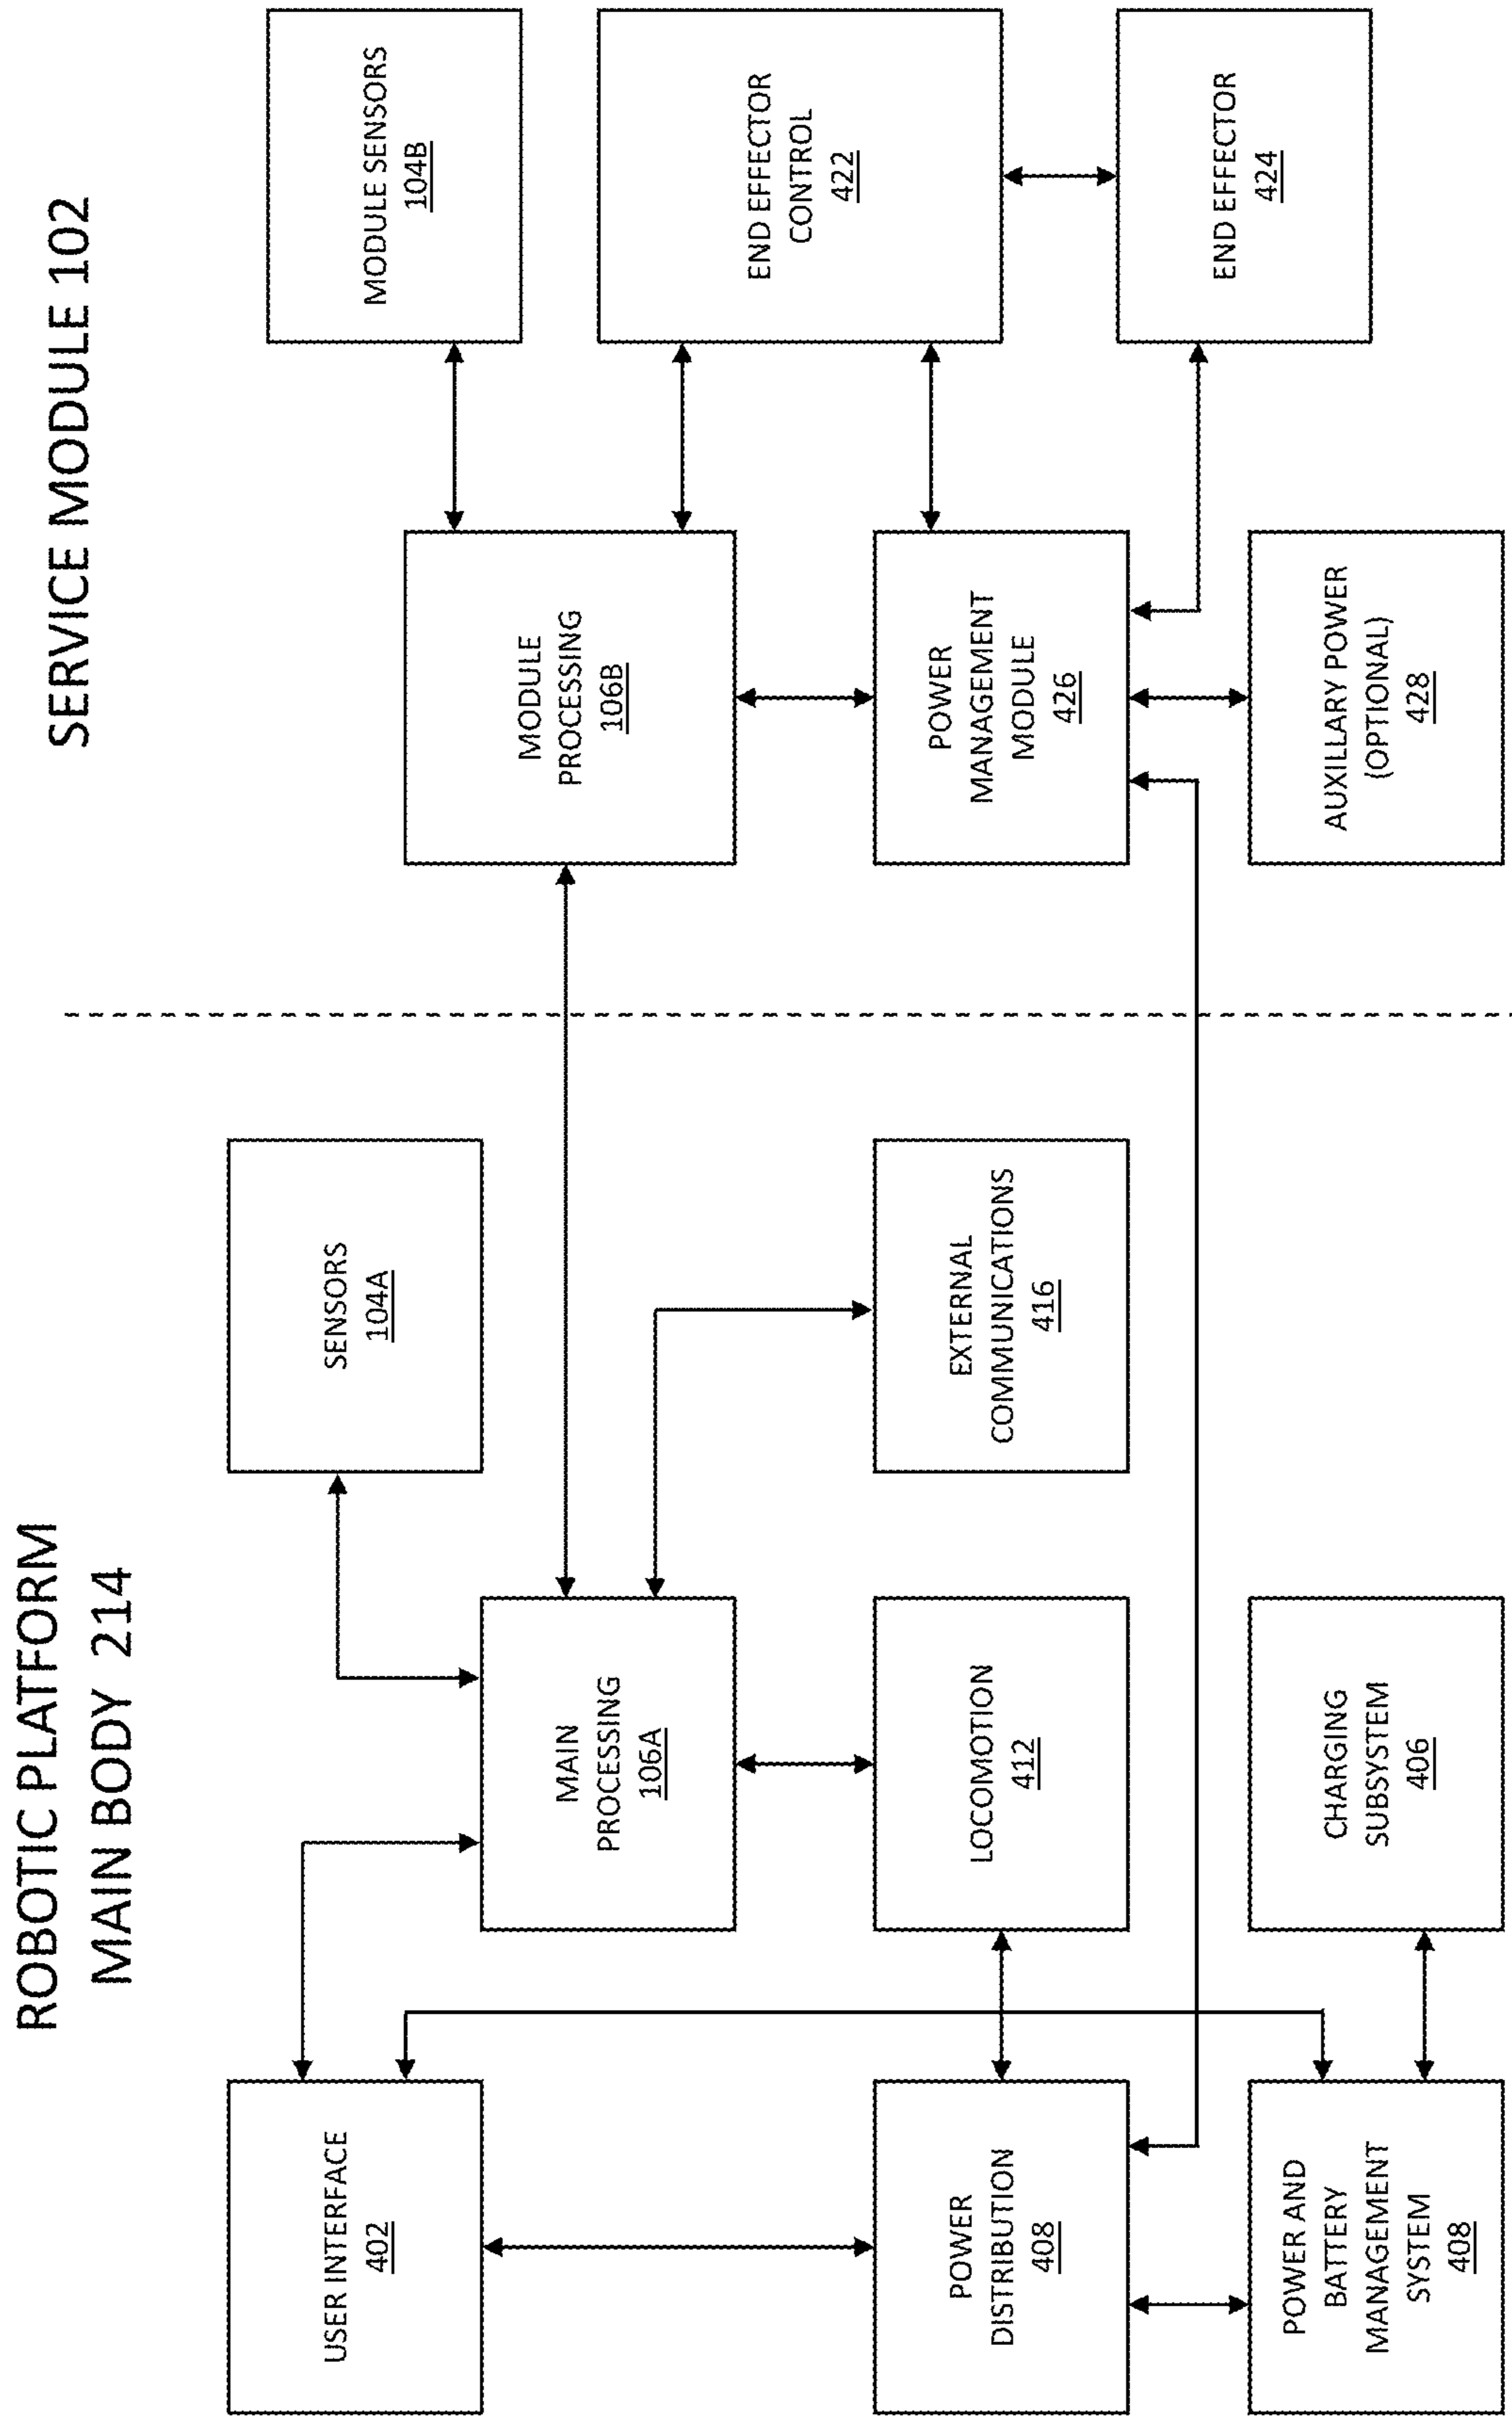 ROBOTIC PLATFORM
MAIN BODY 214
USER INTERFACE
402
SENSORS
104A
MAIN
PROCESSING
106A
POWER
DISTRIBUTION
408
LOCOMOTION
412
EXTERNAL
COMMUNICATIONS
416
POWER AND
BATTERY
MANAGEMENT
SYSTEM
408
CHARGING
SUBSYSTEM
406
SERVICE MODULE 102
MODULE SENSORS
104B
MODULE
PROCESSING
106B
END EFFECTOR
CONTROL
422
POWER
MANAGEMENT
MODULE
426
END EFFECTOR
424
AUXILLARY POWER
(OPTIONAL)
428